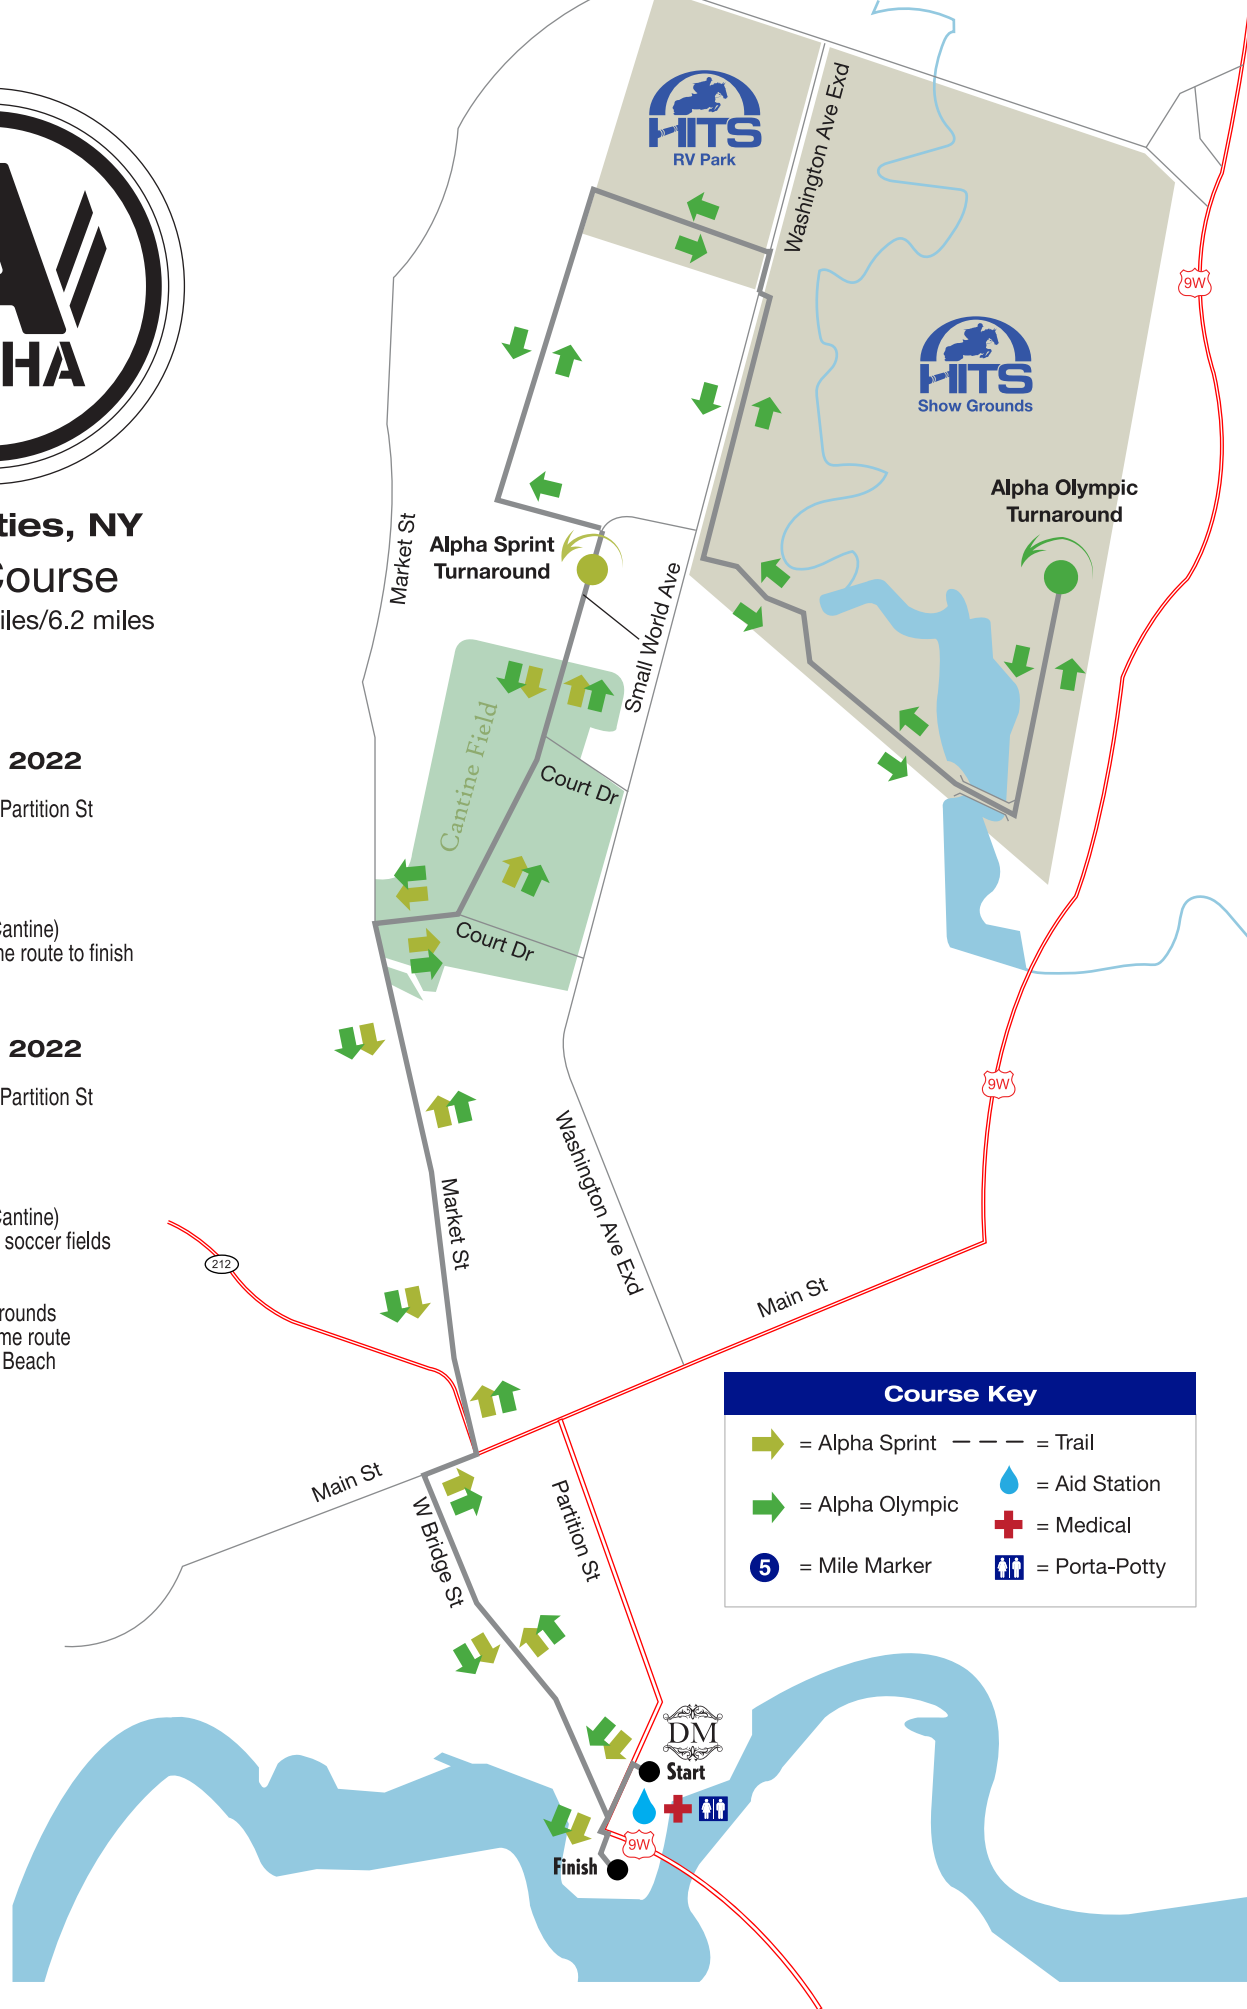 HA
ties, NY
Course
iles/6.2 miles
2022
Partition St
Cantine)
ne route to finish
2022
Partition St
Cantine)
soccer fields
rounds
me route
Beach
HITS
RV Park
Washington Ave Exd
9W
HITS
Show Grounds
Alpha Olympic
Turnaround
Market St
Alpha Sprint
Turnaround
Small World Ave
Cantine Field
Court Dr
Court Dr
9W
Washington Ave Exd
Market St
212
Main St
Main St
W Bridge St
Partition St
Course Key
= Alpha Sprint
= Trail
= Aid Station
= Alpha Olympic
= Medical
5 = Mile Marker
= Porta-Potty
DM
Start
9W
Finish